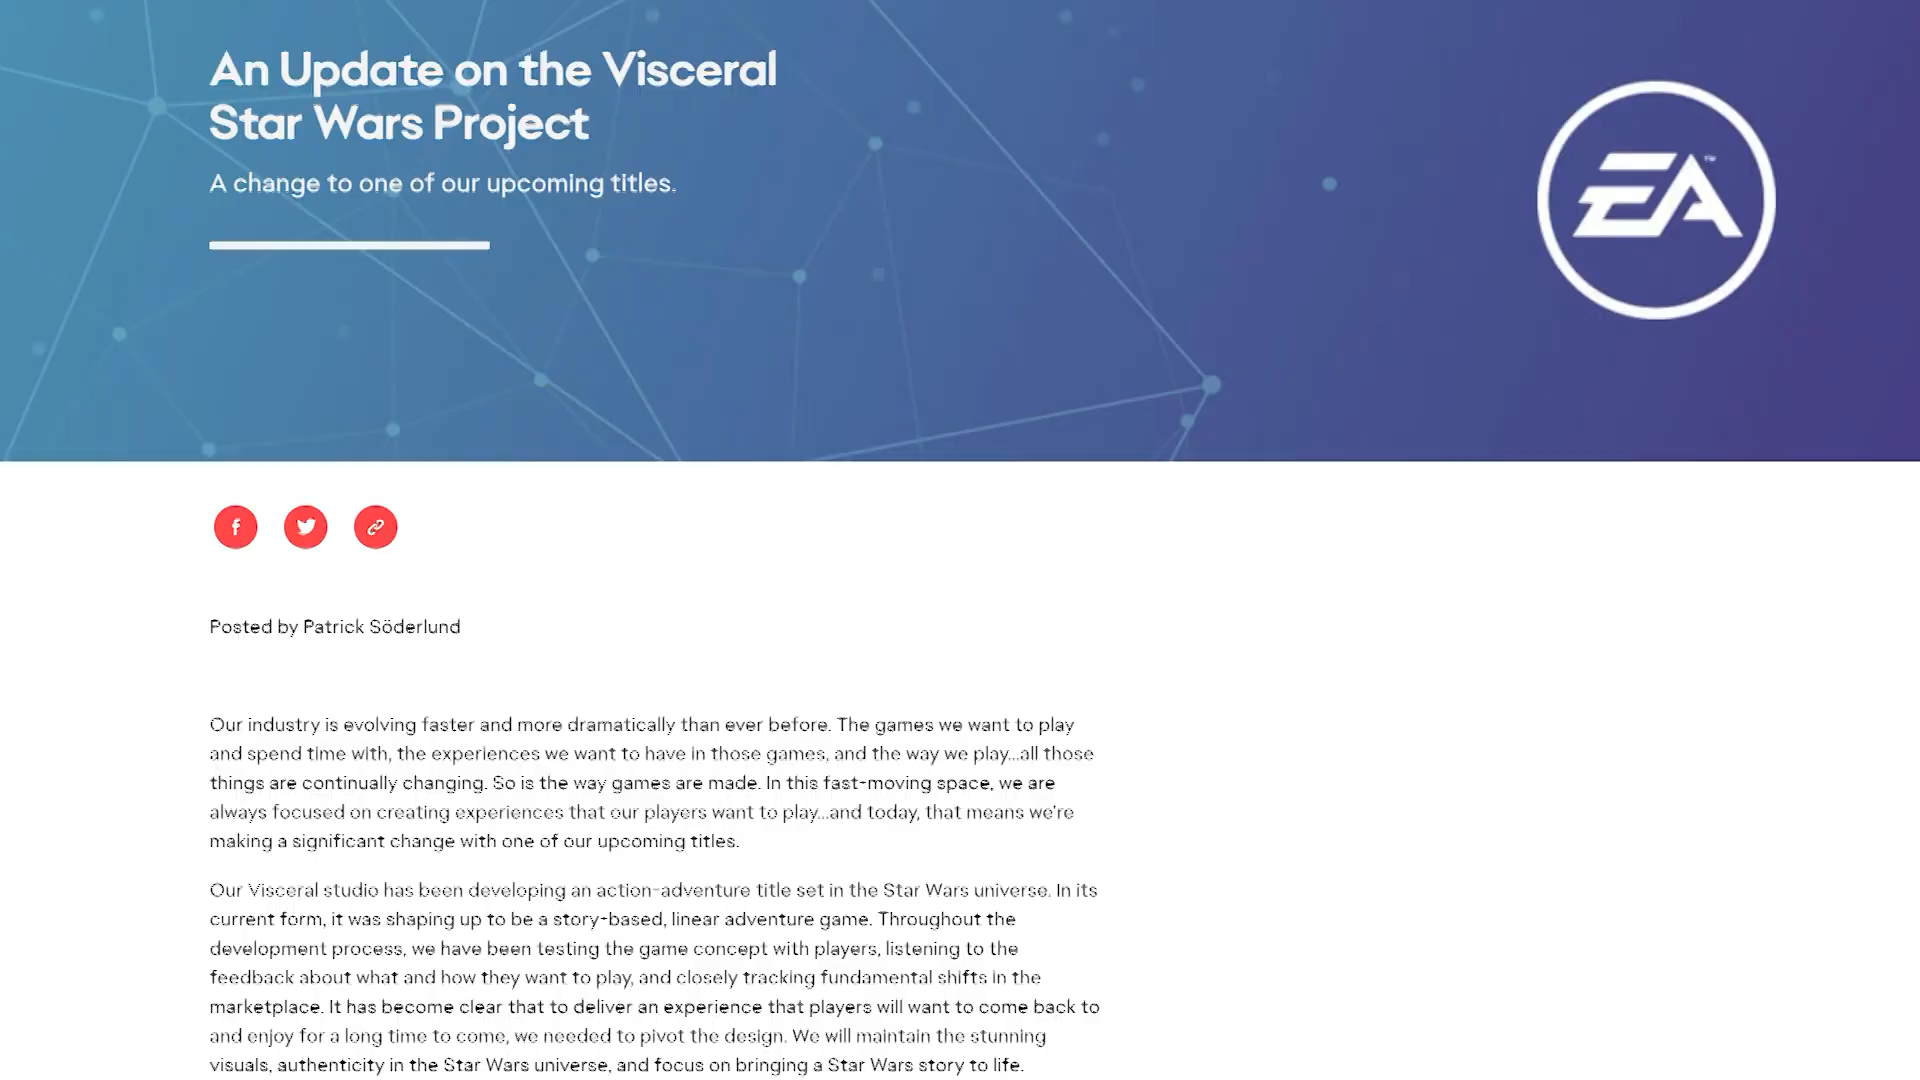 An Update on the Visceral
Star Wars Project
A change to one of our upcoming titles.
EA™
Posted by Patrick Söderlund
Our industry is evolving faster and more dramatically than ever before. The games we want to play
and spend time with, the experiences we want to have in those games, and the way we play...all those
things are continually changing. So is the way games are made. In this fast-moving space, we are
always focused on creating experiences that our players want to play...and today, that means we're
making a significant change with one of our upcoming titles.
Our Visceral studio has been developing an action-adventure title set in the Star Wars universe. In its
current form, it was shaping up to be a story-based, linear adventure game. Throughout the
development process, we have been testing the game concept with players, listening to the
feedback about what and how they want to play, and closely tracking fundamental shifts in the
marketplace. It has become clear that to deliver an experience that players will want to come back to
and enjoy for a long time to come, we needed to pivot the design. We will maintain the stunning
visuals, authenticity in the Star Wars universe, and focus on bringing a Star Wars story to life.